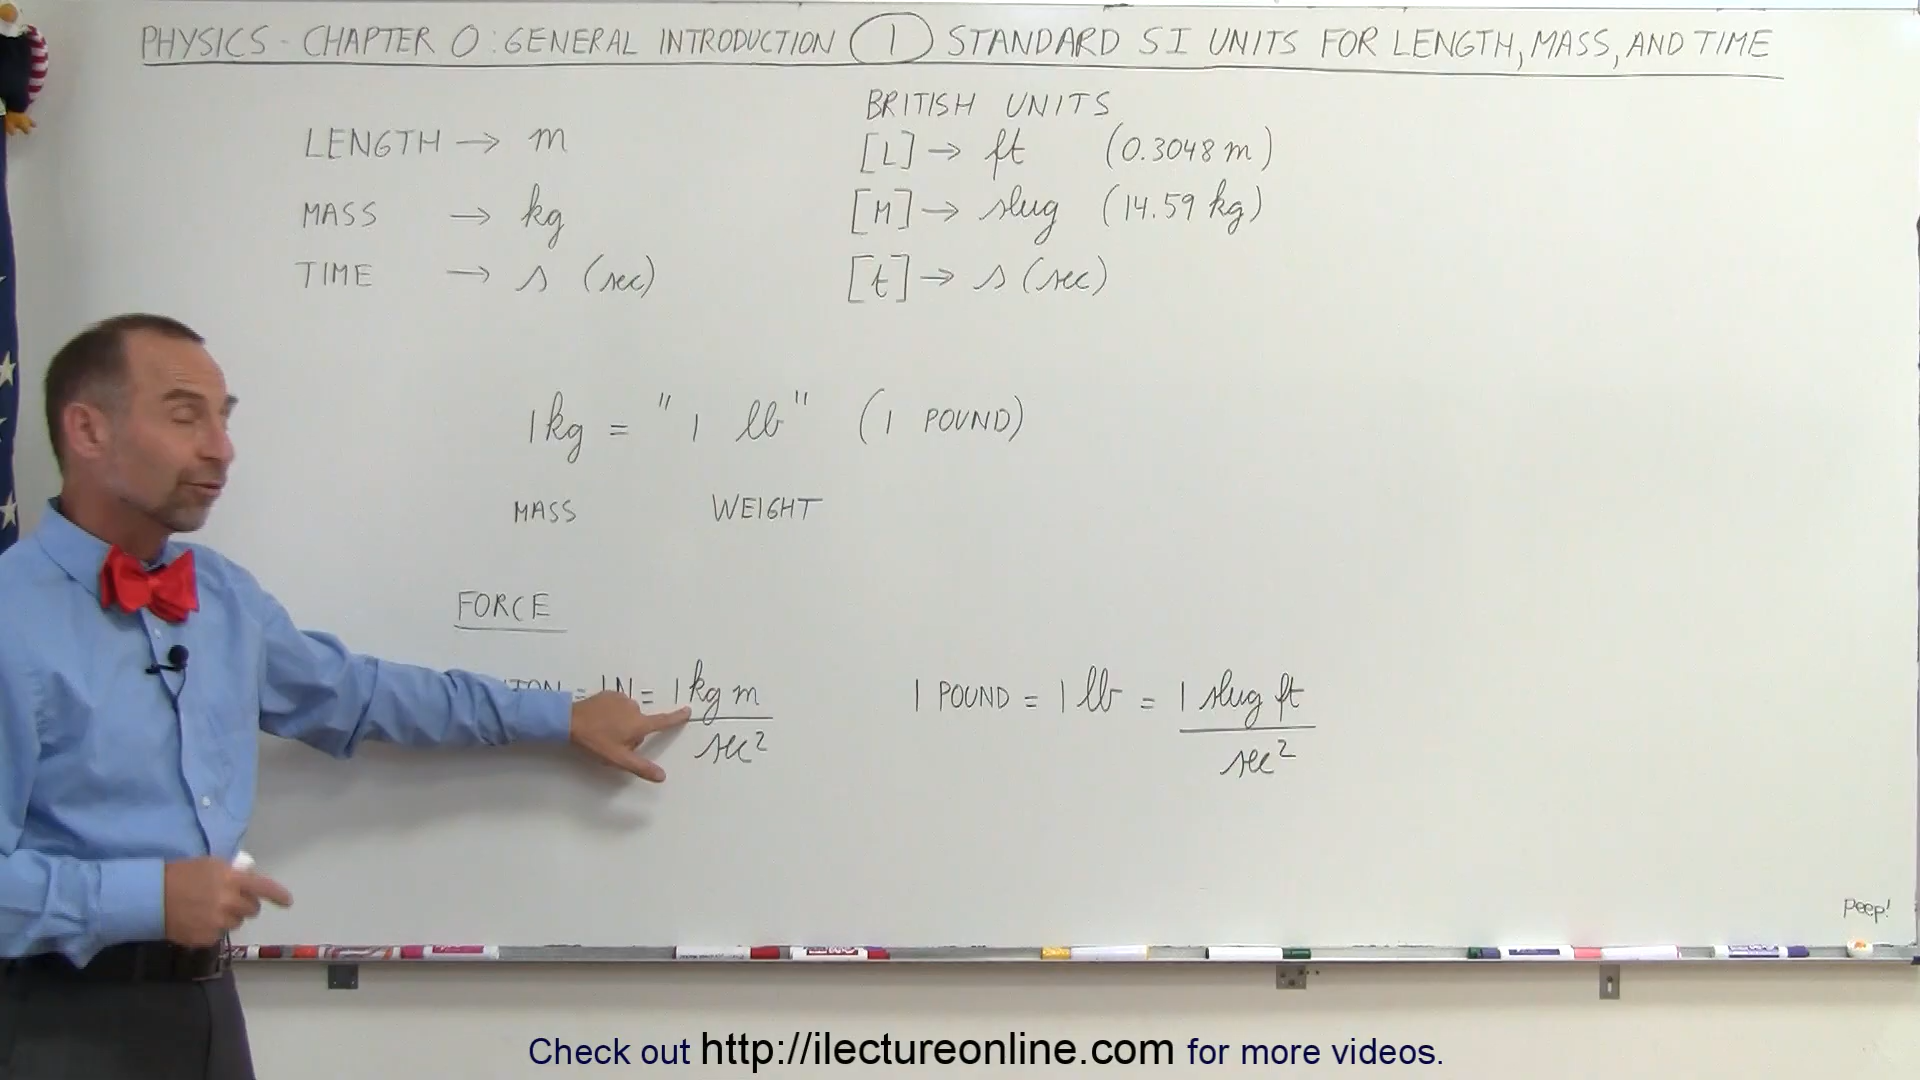 PHYSICS - CHAPTER 0: GENERAL INTRODUCTION 1 STANDARD SI UNITS FOR LENGTH, MASS, AND TIME
BRITISH UNITS
LENGTH → m
[L] → ft (0.3048 m)
MASS → kg
[M] → slug (14.59 kg)
TIME → s (sec)
[t] → s (sec)
1 kg = "1 lb" (1 POUND)
MASS WEIGHT
FORCE
= 1 N = 1 kg m / sec²
1 POUND = 1 lb = 1 slug ft / sec²
Peep!
Check out http://ilectureonline.com for more videos.